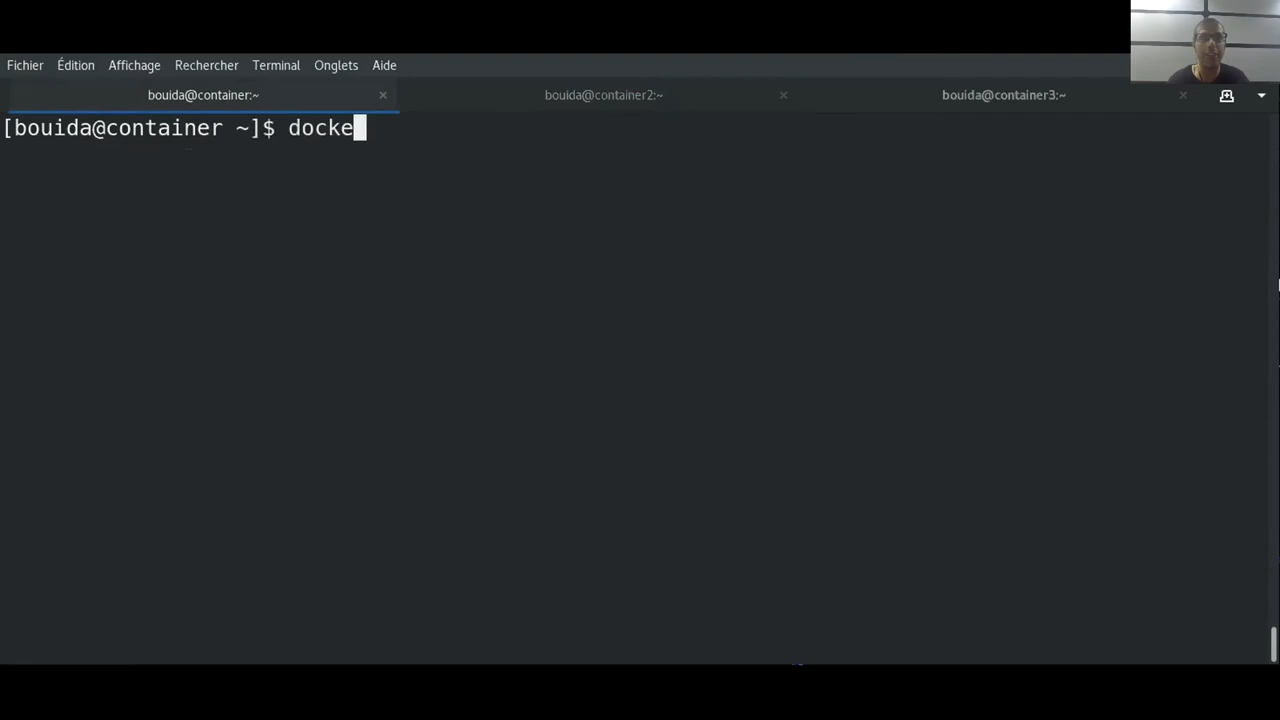 Fichier Édition Affichage Rechercher Terminal Onglets Aide
bouida@container:~ bouida@container2:~ bouida@container3:~
[bouida@container ~]$ docke